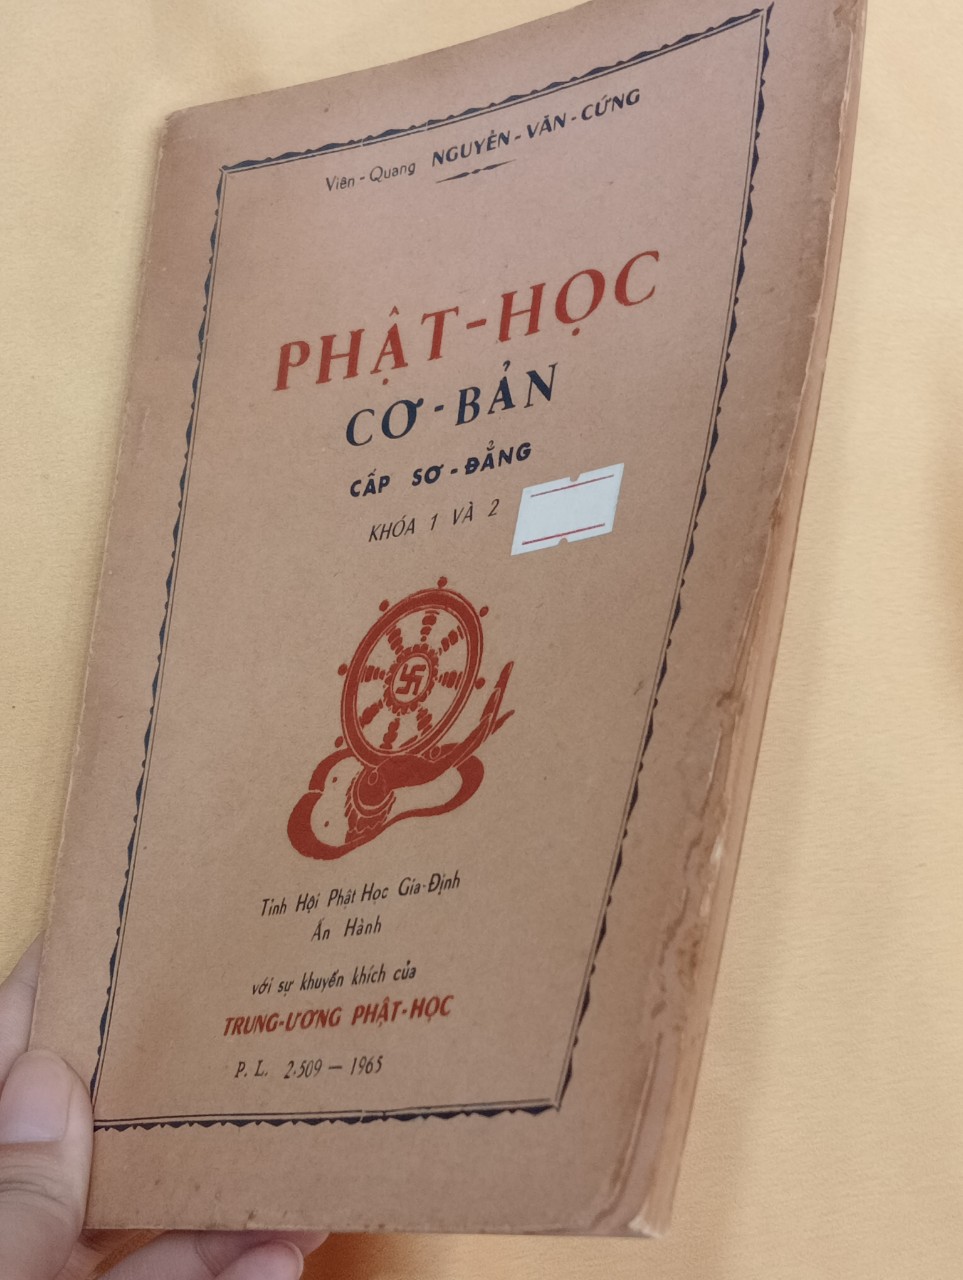 Viên - Quang NGUYỄN - VĂN - CỨNG
PHẬT - HỌC
CƠ - BẢN
CẤP SƠ - ĐẲNG
KHÓA 1 VÀ 2
Tỉnh Hội Phật Học Gia-Định
Ấn Hành
với sự khuyến khích của
TRUNG-ƯƠNG PHẬT-HỌC
P. L. 2.509 — 1965